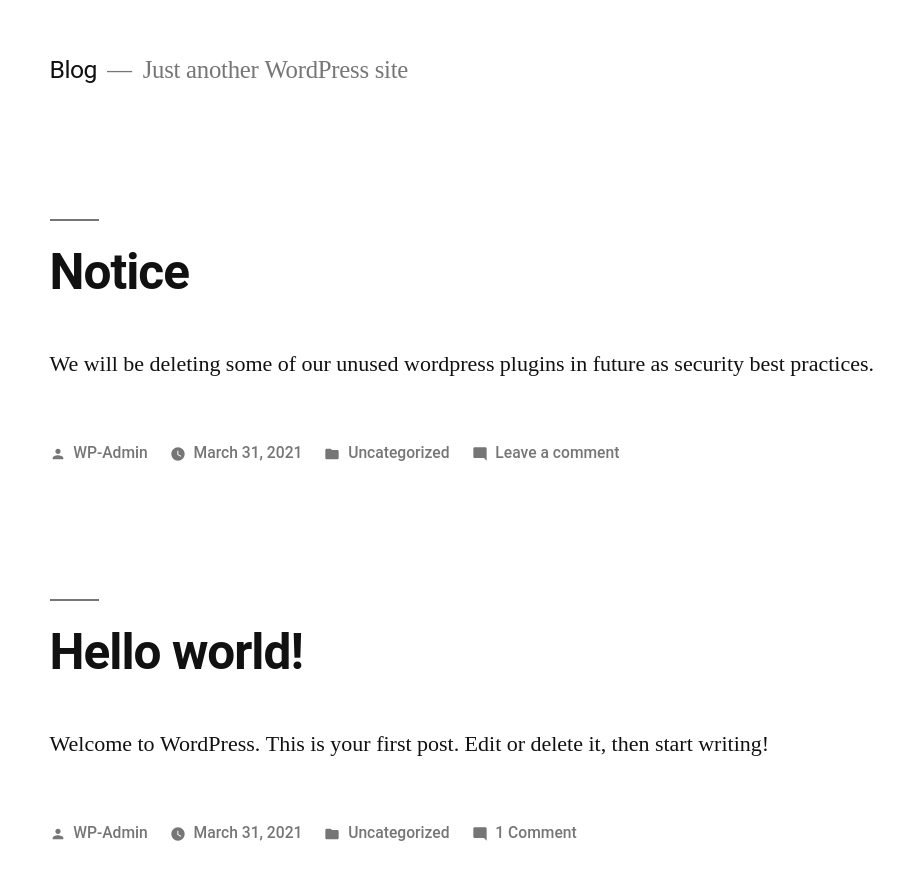 Blog — Just another WordPress site
Notice
We will be deleting some of our unused wordpress plugins in future as security best practices.
WP-Admin March 31, 2021 Uncategorized Leave a comment
Hello world!
Welcome to WordPress. This is your first post. Edit or delete it, then start writing!
WP-Admin March 31, 2021 Uncategorized 1 Comment